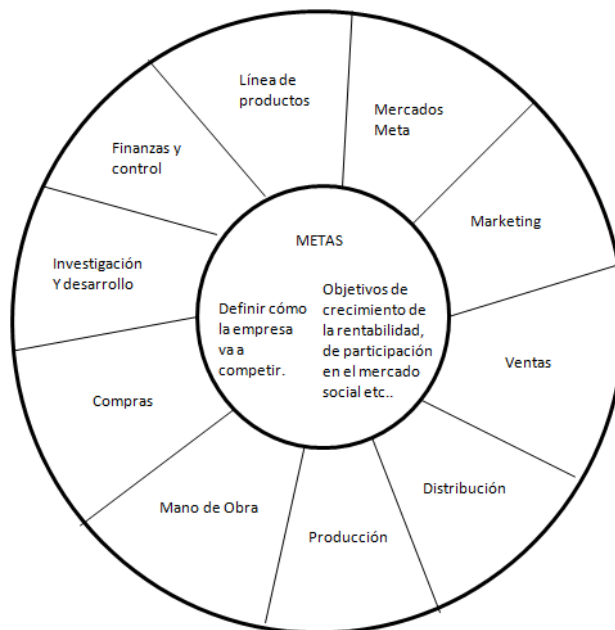 Línea de
productos
Mercados
Meta
Marketing
Ventas
Distribución
Producción
Mano de Obra
Compras
Investigación
Y desarrollo
Finanzas y
control
METAS
Definir cómo
la empresa
va a
competir.
Objetivos de
crecimiento de
la rentabilidad,
de participación
en el mercado
social etc..